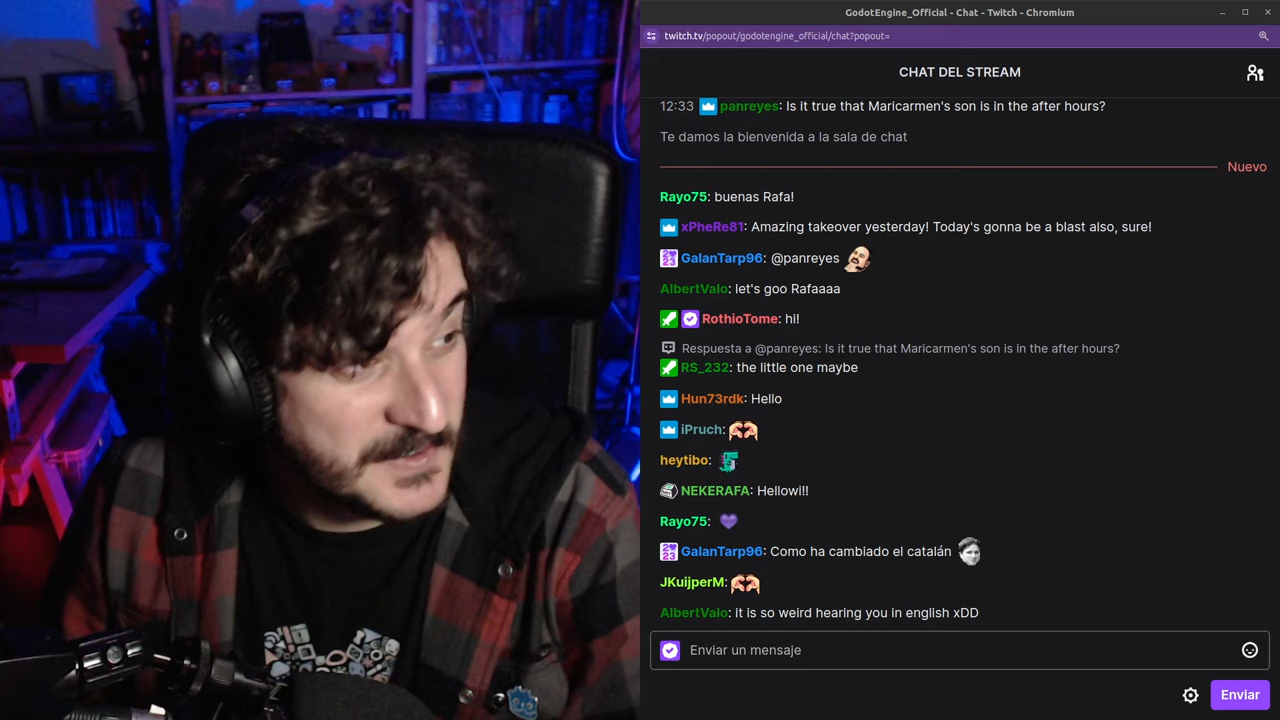 GodotEngine_Official - Chat - Twitch - Chromium
twitch.tv/popout/godotengine_official/chat?popout=
CHAT DEL STREAM
12:33 panreyes: Is it true that Maricarmen's son is in the after hours?
Te damos la bienvenida a la sala de chat
Nuevo
Rayo75: buenas Rafa!
xPheRe81: Amazing takeover yesterday! Today's gonna be a blast also, sure!
2023 GalanTarp96: @panreyes
AlbertValo: let's goo Rafaaaa
RothioTome: hi!
Respuesta a @panreyes: Is it true that Maricarmen's son is in the after hours?
RS_232: the little one maybe
Hun73rdk: Hello
iPruch:
heytibo:
NEKERAFA: Hellowi!!
Rayo75:
2023 GalanTarp96: Como ha cambiado el catalán
JKuijperM:
AlbertValo: it is so weird hearing you in english xDD
Enviar un mensaje
Enviar